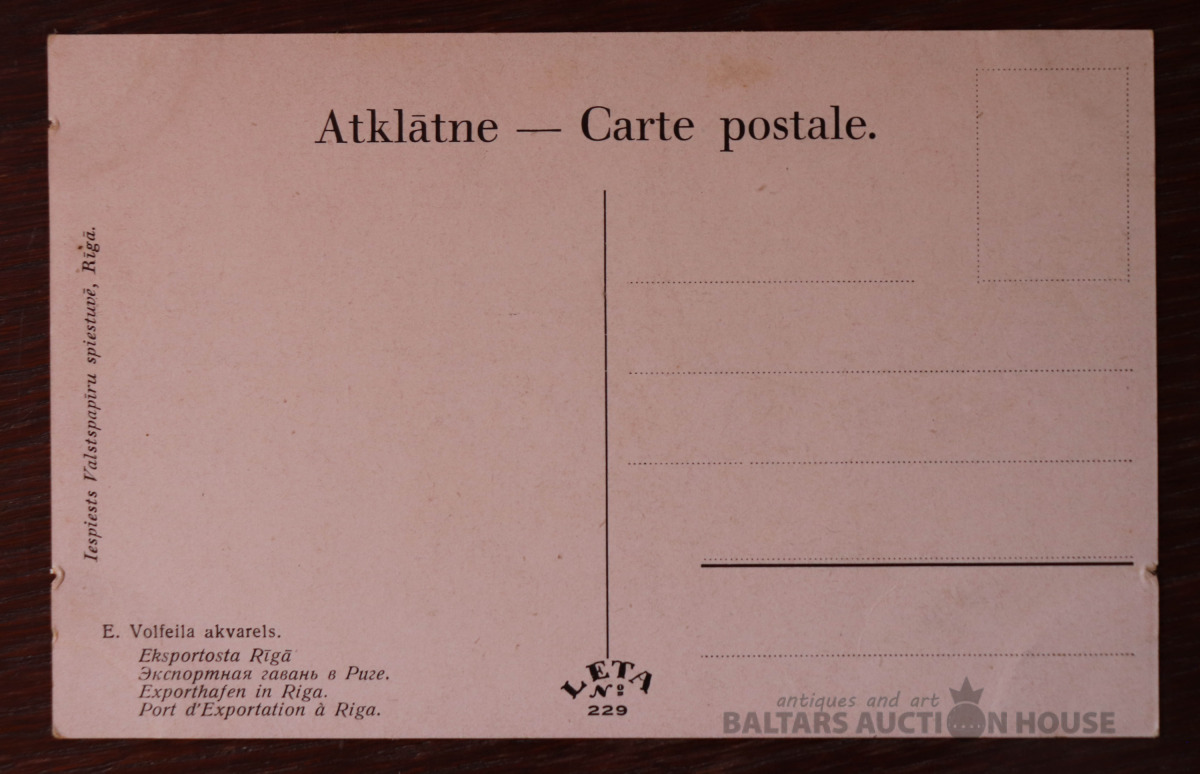 Atklātne — Carte postale.
Iespiests Valstspapīru spiestuvē, Rīgā.
E. Volfeila akvarels.
Eksportosta Rīgā
Экспортная гавань в Риге.
Exporthafen in Riga.
Port d'Exportation à Riga.
LETA
№
229
antiques and art
BALTARS AUCTION HOUSE